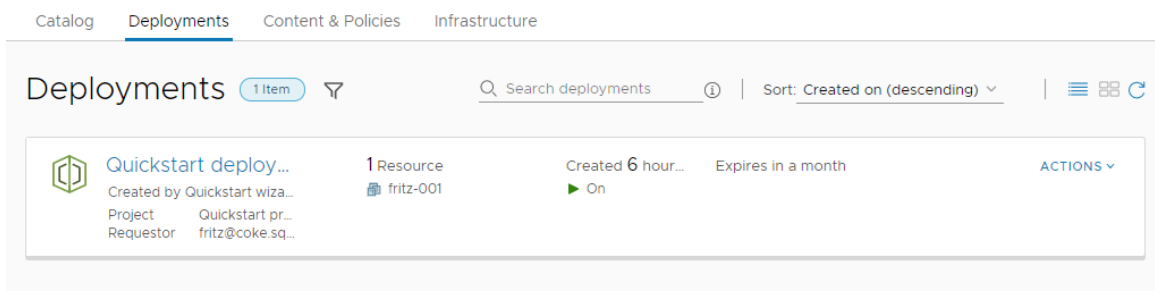 Catalog Deployments Content & Policies Infrastructure
Deployments 1 Item Search deployments Sort: Created on (descending)
Quickstart deploy... 1 Resource Created 6 hour... Expires in a month ACTIONS
Created by Quickstart wiza... fritz-001 On
Project Quickstart pr...
Requestor fritz@coke.sq...